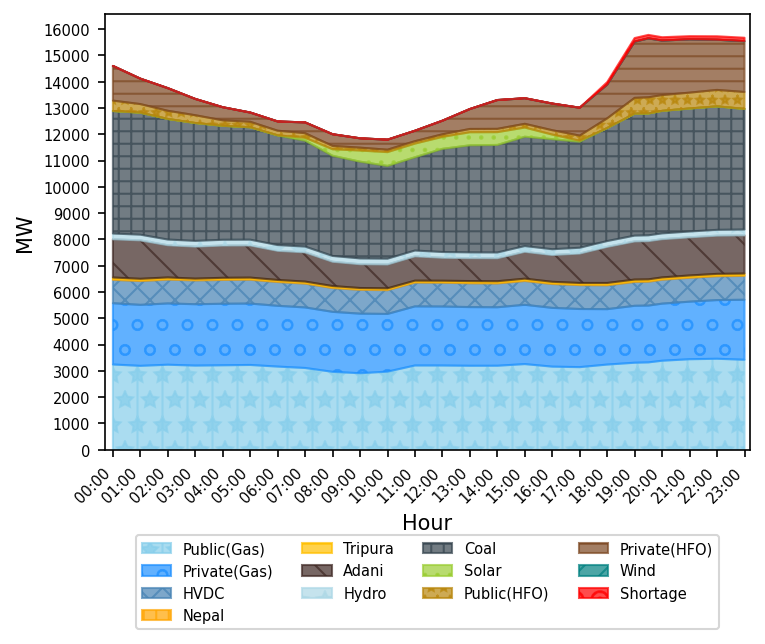 16000
15000
14000
13000
12000
11000
10000
9000
8000
7000
6000
5000
4000
3000
2000
1000
0
MW
00:00 01:00 02:00 03:00 04:00 05:00 06:00 07:00 08:00 09:00 10:00 11:00 12:00 13:00 14:00 15:00 16:00 17:00 18:00 19:00 20:00 21:00 22:00 23:00
Hour
Public(Gas) Tripura Coal Private(HFO)
Private(Gas) Adani Solar Wind
HVDC Hydro Public(HFO) Shortage
Nepal